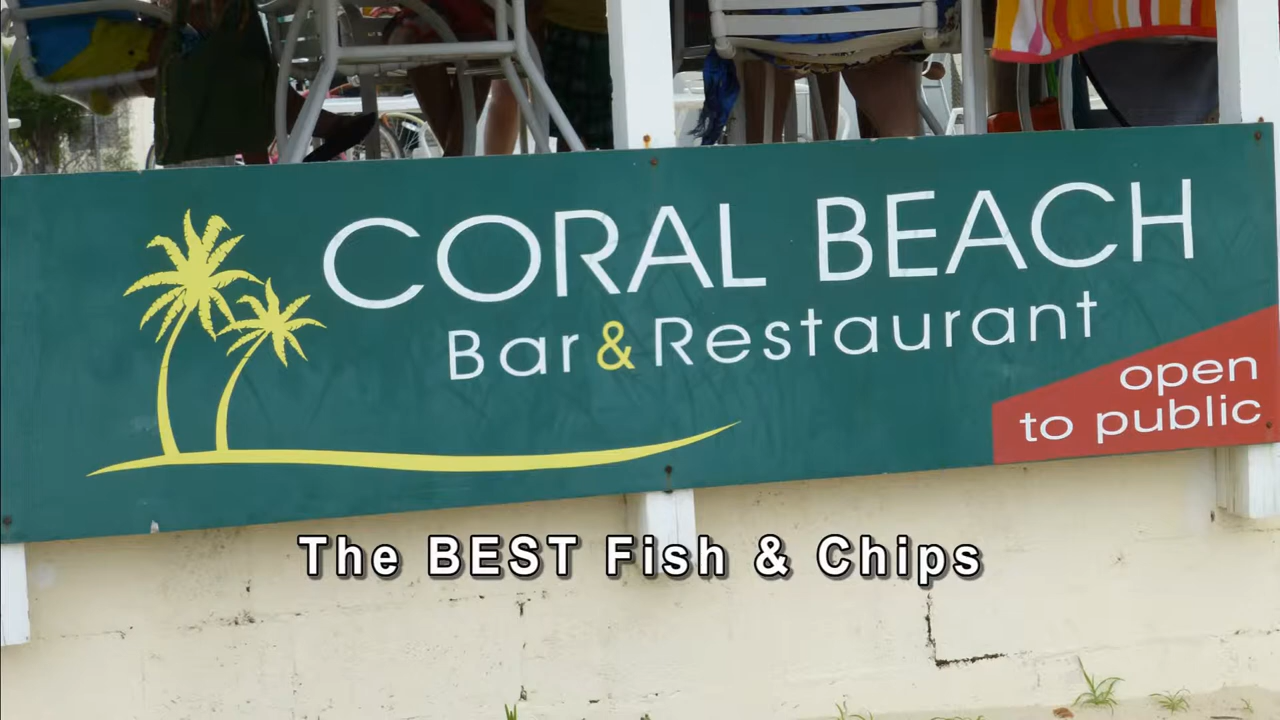 CORAL BEACH
Bar & Restaurant
open
to public
The BEST Fish & Chips